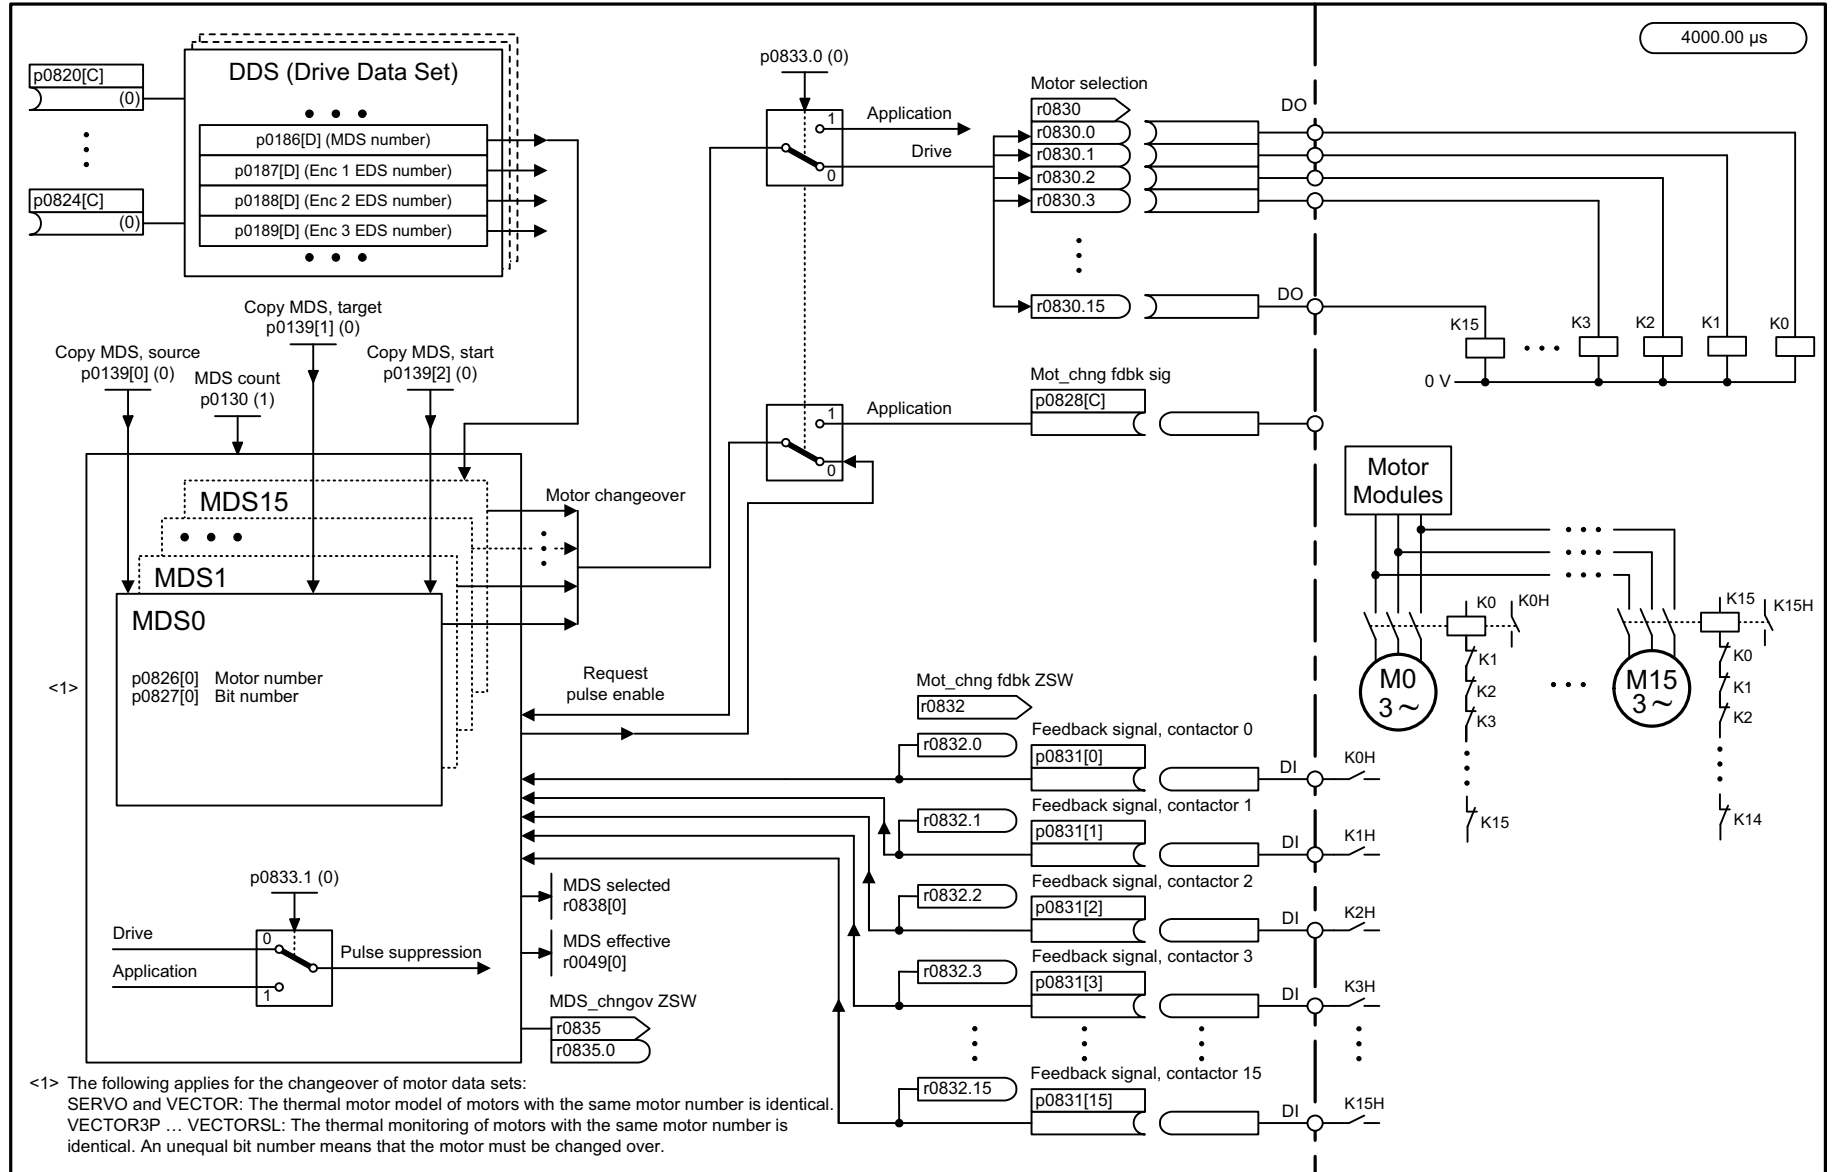 4000.00 µs
p0820[C]
(0)
p0824[C]
(0)
DDS (Drive Data Set)
p0186[D] (MDS number)
p0187[D] (Enc 1 EDS number)
p0188[D] (Enc 2 EDS number)
p0189[D] (Enc 3 EDS number)
Copy MDS, target
p0139[1] (0)
Copy MDS, source
p0139[0] (0)
MDS count
p0130 (1)
Copy MDS, start
p0139[2] (0)
p0833.0 (0)
1
0
Application
Drive
Motor selection
r0830
r0830.0
r0830.1
r0830.2
r0830.3
r0830.15
DO
DO
K15
K3
K2
K1
K0
0 V
1
0
Application
Mot_chng fdbk sig
p0828[C]
MDS15
MDS1
MDS0
p0826[0] Motor number
p0827[0] Bit number
<1>
Motor changeover
Request
pulse enable
Motor
Modules
M0
3 ~
K0
K0H
K1
K2
K3
K15
M15
3 ~
K15
K15H
K0
K1
K2
K14
Mot_chng fdbk ZSW
r0832
r0832.0
Feedback signal, contactor 0
p0831[0]
DI
K0H
r0832.1
Feedback signal, contactor 1
p0831[1]
DI
K1H
r0832.2
Feedback signal, contactor 2
p0831[2]
DI
K2H
r0832.3
Feedback signal, contactor 3
p0831[3]
DI
K3H
r0832.15
Feedback signal, contactor 15
p0831[15]
DI
K15H
p0833.1 (0)
Drive
Application
0
1
Pulse suppression
MDS selected
r0838[0]
MDS effective
r0049[0]
MDS_chngov ZSW
r0835
r0835.0
<1> The following applies for the changeover of motor data sets:
SERVO and VECTOR: The thermal motor model of motors with the same motor number is identical.
VECTOR3P … VECTORSL: The thermal monitoring of motors with the same motor number is
identical. An unequal bit number means that the motor must be changed over.